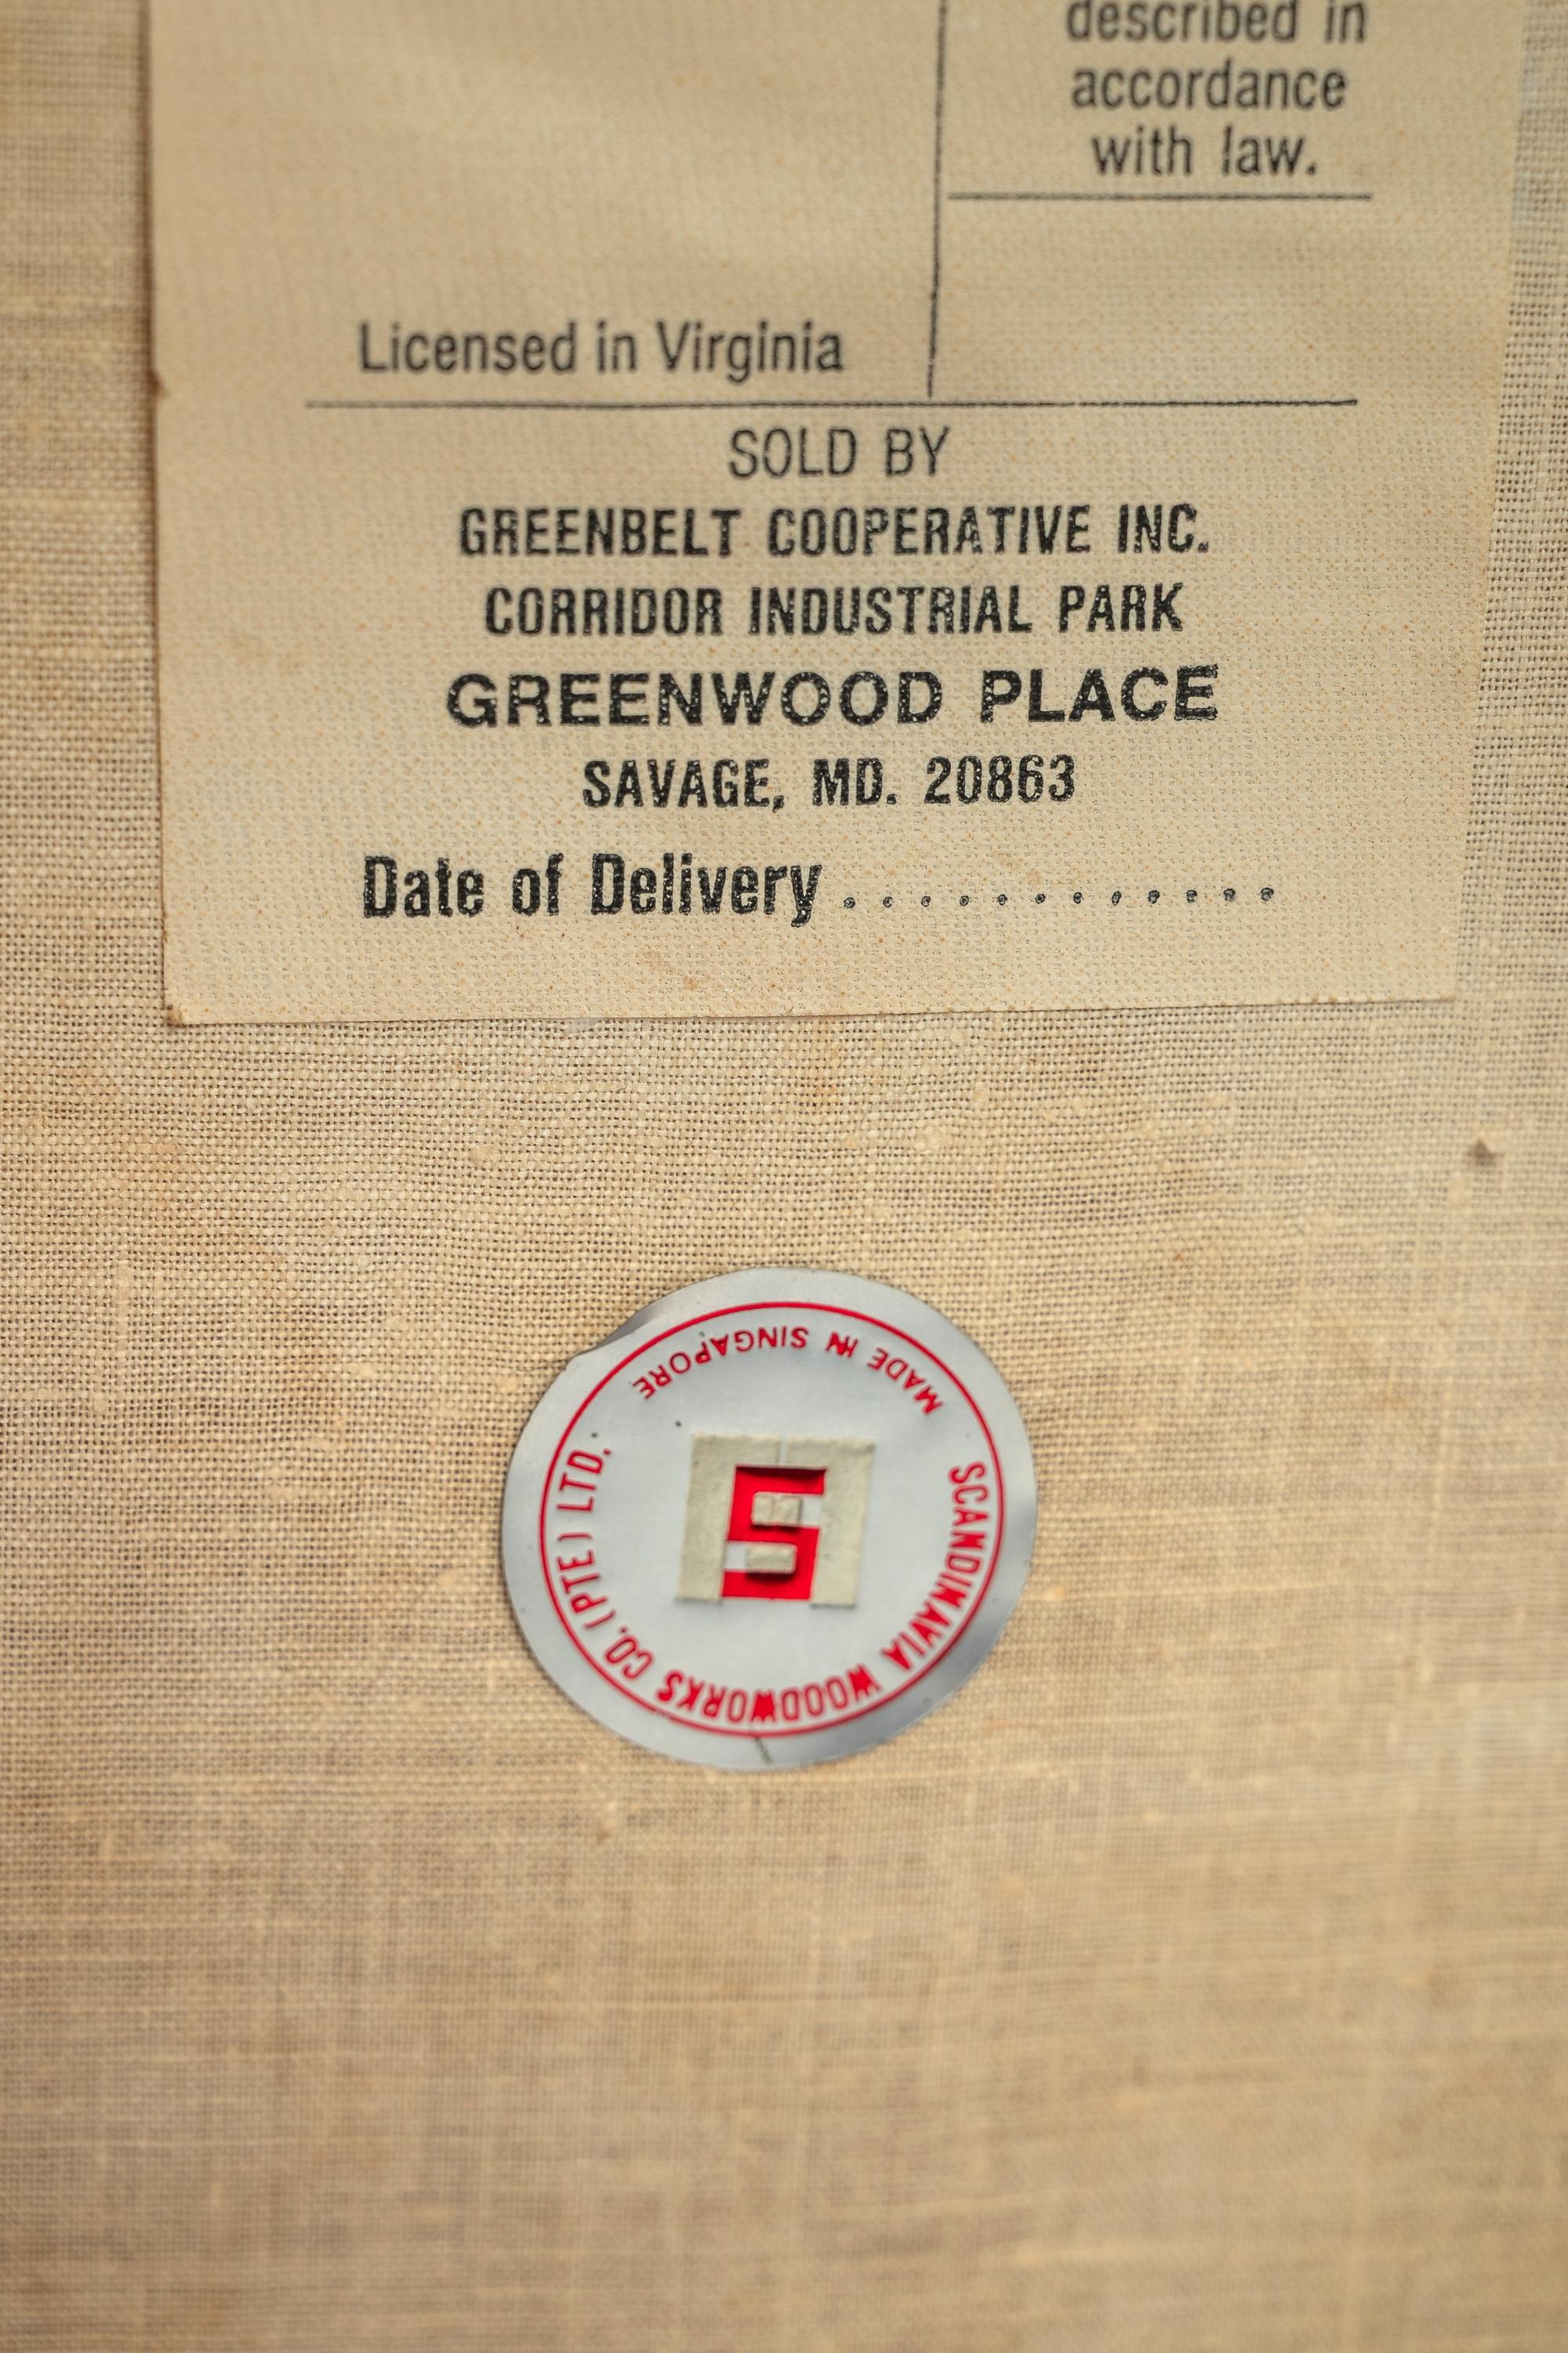 described in
accordance
with law.
Licensed in Virginia
SOLD BY
GREENBELT COOPERATIVE INC.
CORRIDOR INDUSTRIAL PARK
GREENWOOD PLACE
SAVAGE, MD. 20863
Date of Delivery .............
SCANDINAVIA WOODWORKS CO. (PTE) LTD.
MADE IN SINGAPORE
S